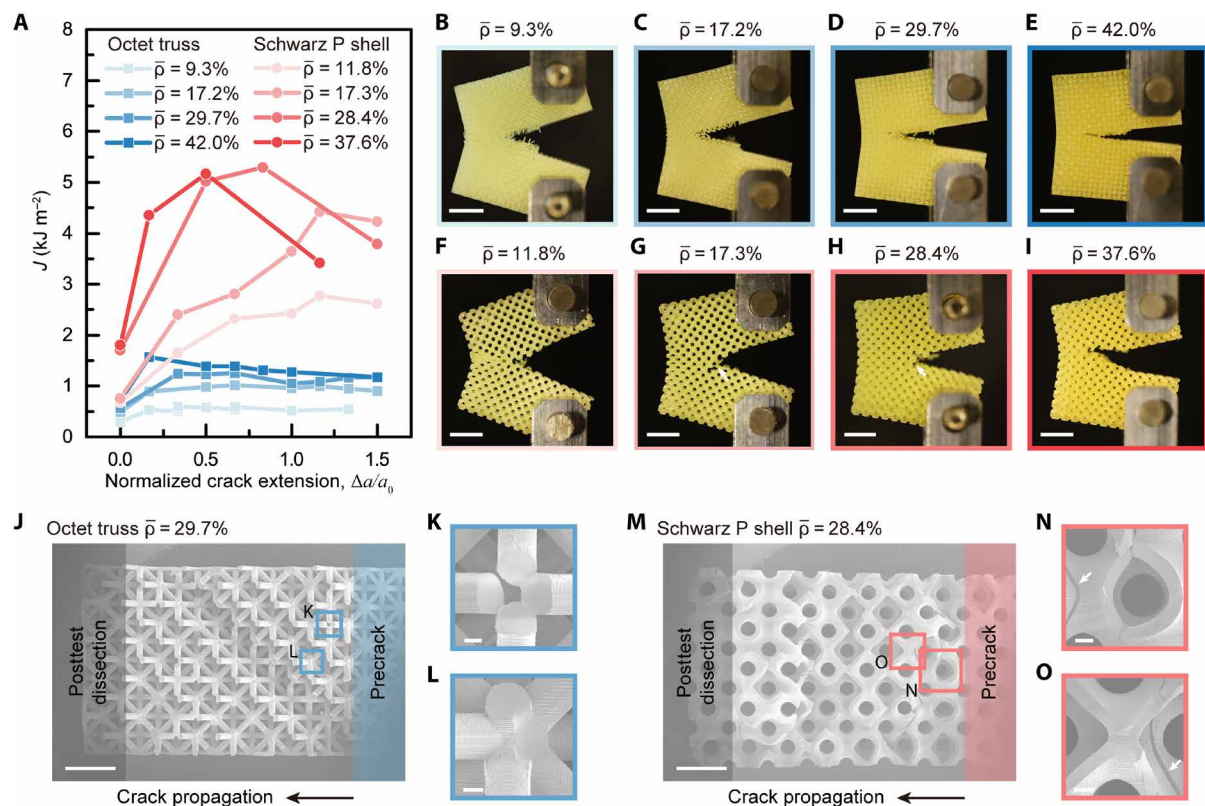 A
J (kJ m⁻²)
8
7
6
5
4
3
2
1
0
Octet truss Schwarz P shell
ρ̄ = 9.3% ρ̄ = 11.8%
ρ̄ = 17.2% ρ̄ = 17.3%
ρ̄ = 29.7% ρ̄ = 28.4%
ρ̄ = 42.0% ρ̄ = 37.6%
0.0 0.5 1.0 1.5
Normalized crack extension, Δa/a₀
B ρ̄ = 9.3% C ρ̄ = 17.2% D ρ̄ = 29.7% E ρ̄ = 42.0%
F ρ̄ = 11.8% G ρ̄ = 17.3% H ρ̄ = 28.4% I ρ̄ = 37.6%
J Octet truss ρ̄ = 29.7%
Posttest
dissection
K
L
Precrack
Crack propagation
K
L
M Schwarz P shell ρ̄ = 28.4%
Posttest
dissection
O
N
Precrack
Crack propagation
N
O